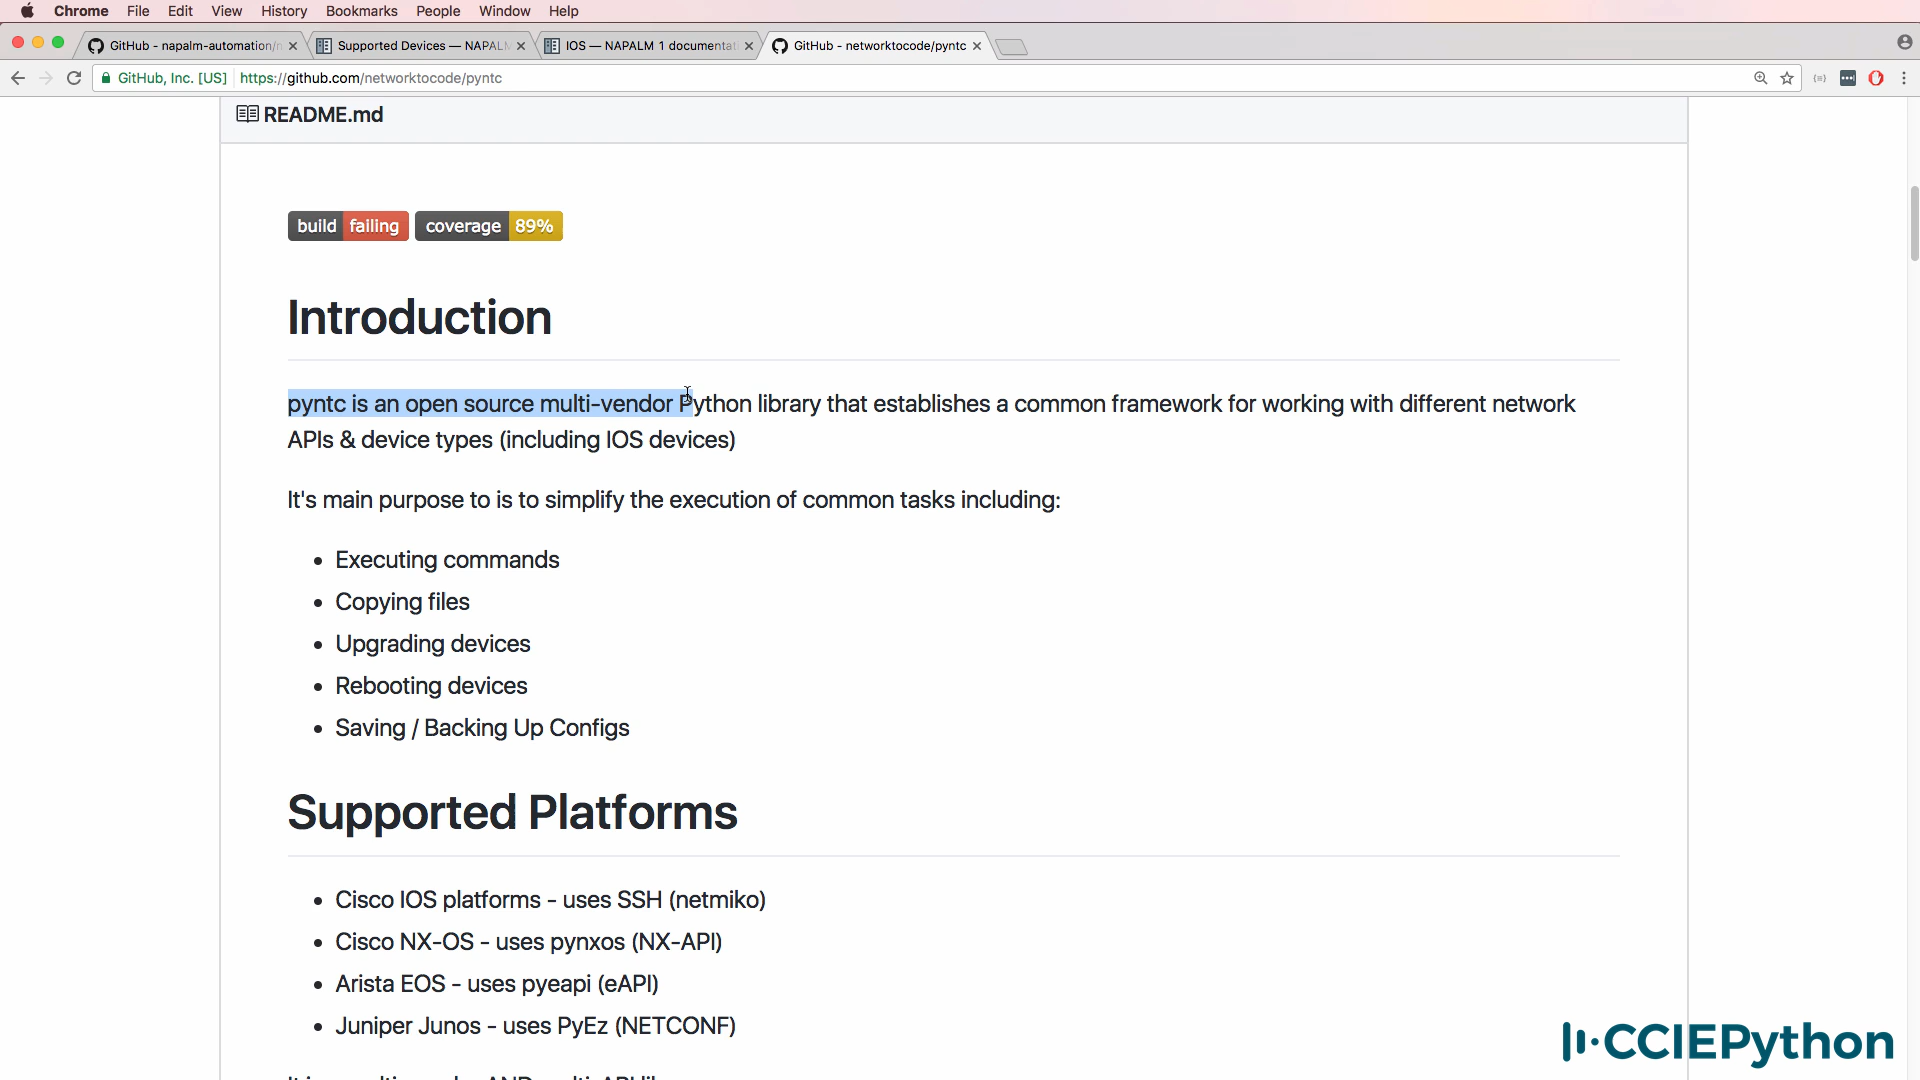 Chrome File Edit View History Bookmarks People Window Help
GitHub - napalm-automation/n Supported Devices — NAPALM IOS — NAPALM 1 documentati GitHub - networktocode/pyntc
GitHub, Inc. [US] https://github.com/networktocode/pyntc
README.md
build failing coverage 89%
Introduction
pyntc is an open source multi-vendor Python library that establishes a common framework for working with different network
APIs & device types (including IOS devices)
It's main purpose to is to simplify the execution of common tasks including:
• Executing commands
• Copying files
• Upgrading devices
• Rebooting devices
• Saving / Backing Up Configs
Supported Platforms
• Cisco IOS platforms - uses SSH (netmiko)
• Cisco NX-OS - uses pynxos (NX-API)
• Arista EOS - uses pyeapi (eAPI)
• Juniper Junos - uses PyEz (NETCONF)
CCIEPython